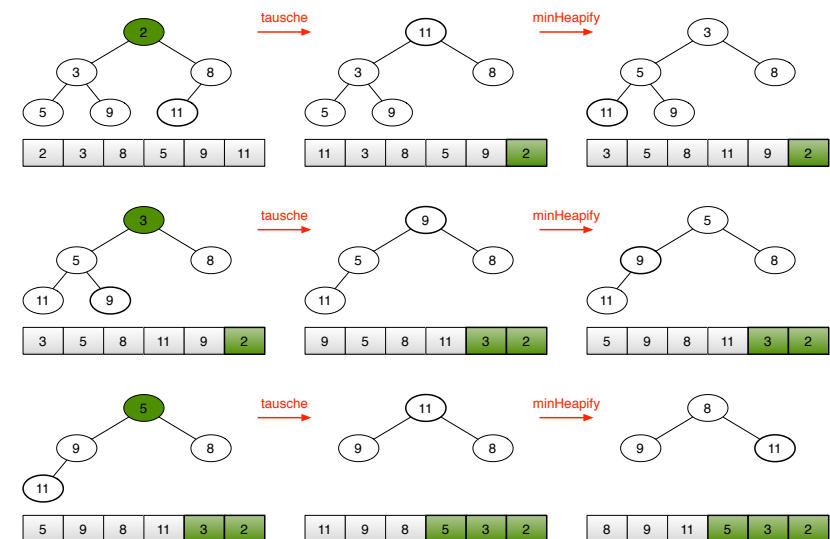 tausche minHeapify
2 11 3
3 8 3 8 5 8
5 9 11 5 9 11 9
2 3 8 5 9 11 11 3 8 5 9 2 3 5 8 11 9 2
tausche minHeapify
3 9 5
5 8 5 8 9 8
11 9 11 11
3 5 8 11 9 2 9 5 8 11 3 2 5 9 8 11 3 2
tausche minHeapify
5 11 8
9 8 9 8 9 11
11
5 9 8 11 3 2 11 9 8 5 3 2 8 9 11 5 3 2